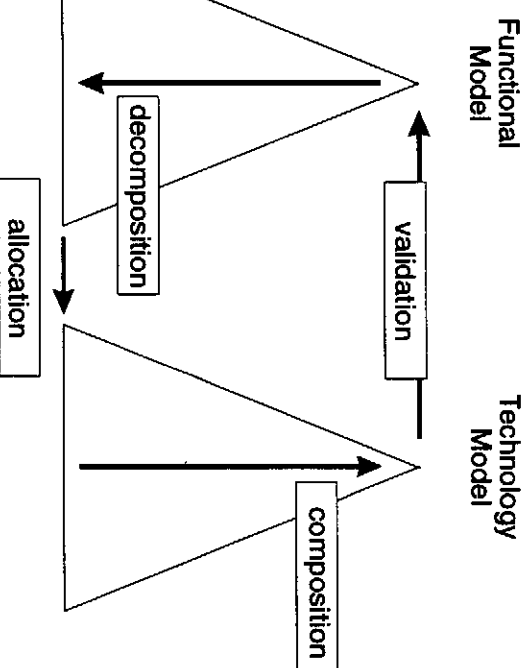 Functional
Model
Technology
Model
validation
decomposition
composition
allocation